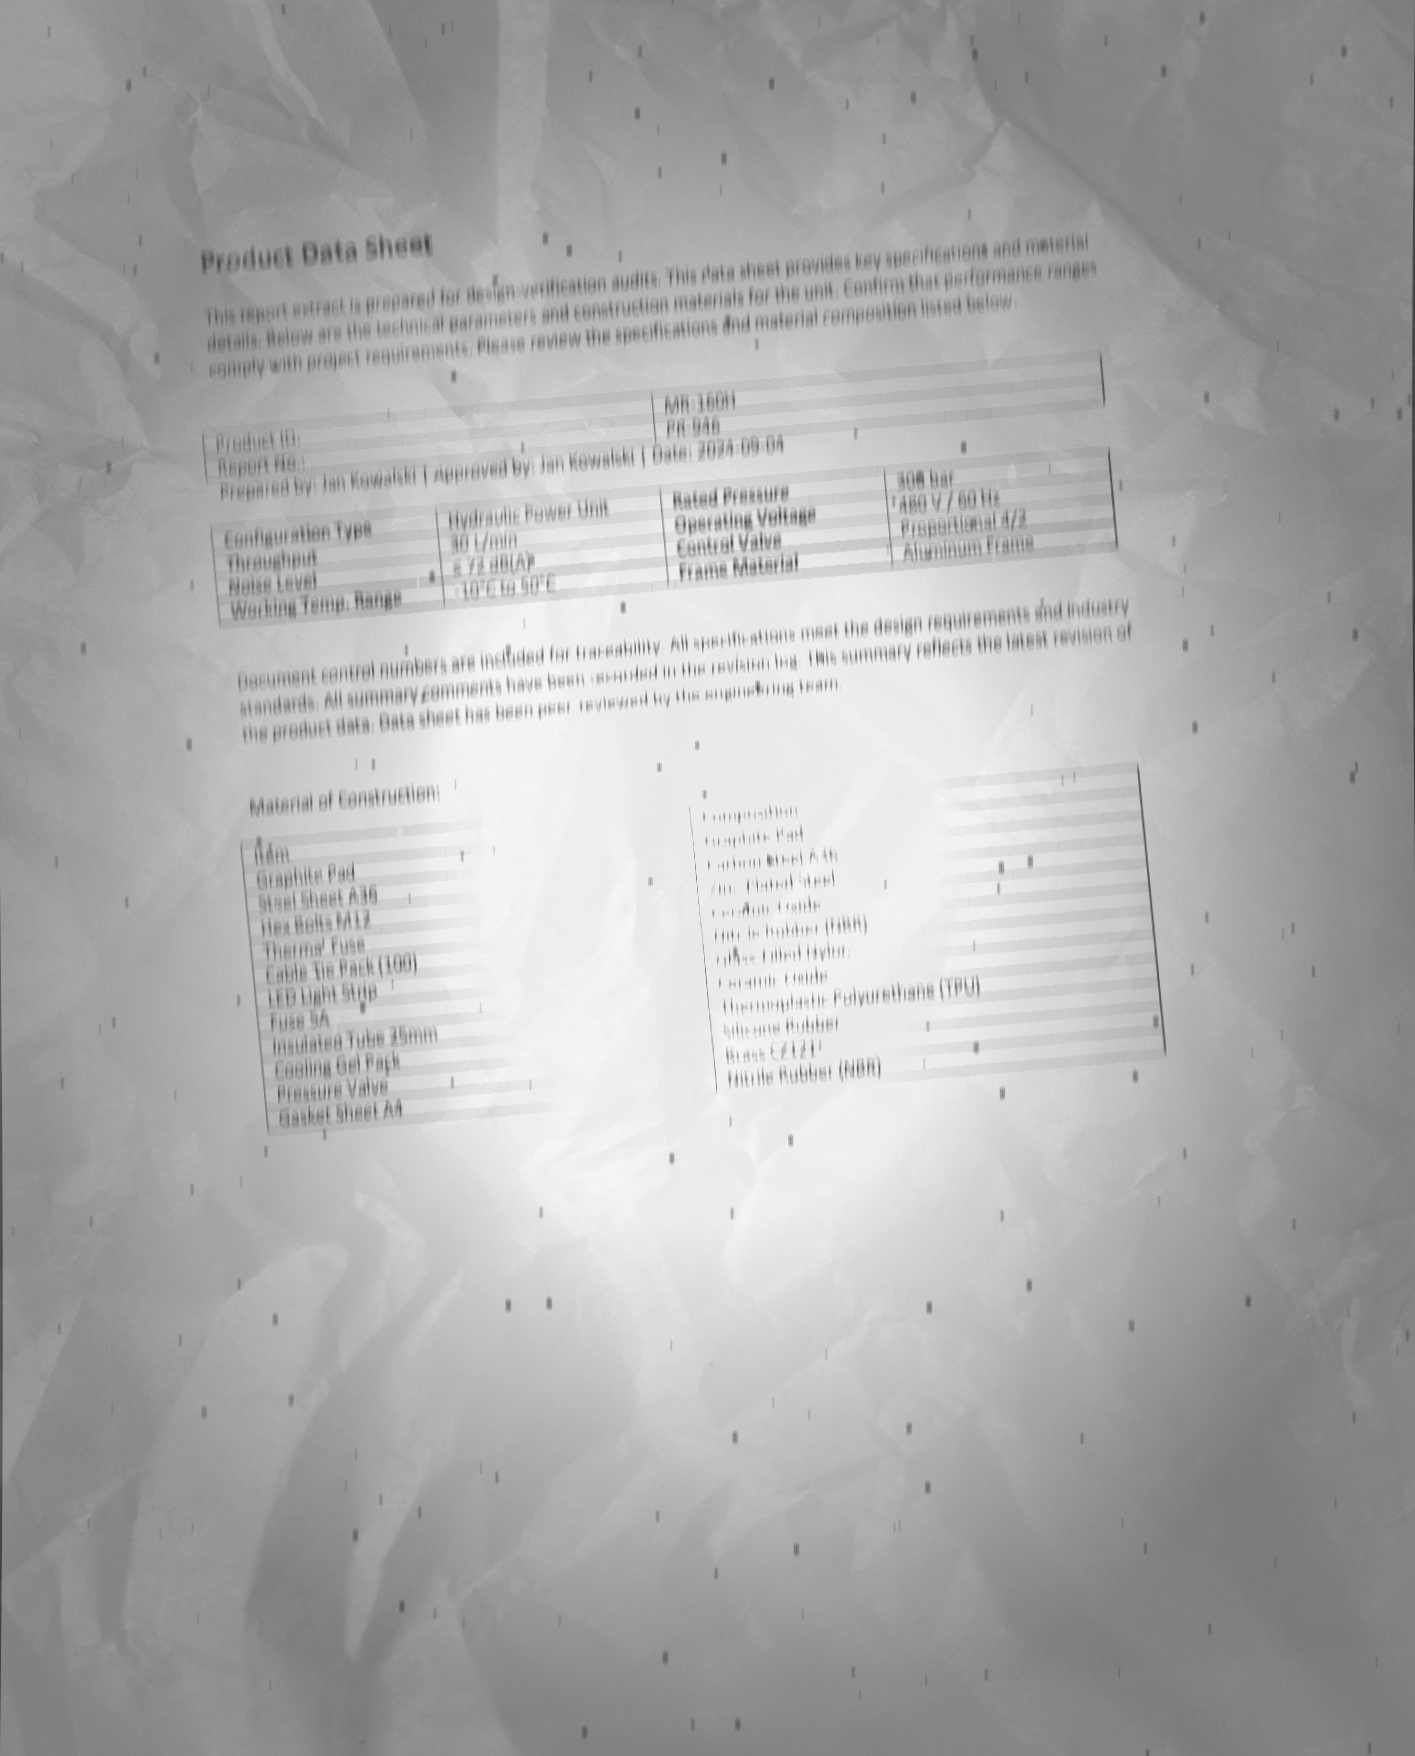 Product Data Sheet
This report extract is prepared for design-verification audits. This data sheet provides key specifications and material
details. Below are the technical parameters and construction materials for the unit. Confirm that performance ranges
comply with project requirements. Please review the specifications and material composition listed below.
Product ID: MR-160H
Report No.: PR-946
Prepared by: Jan Kowalski | Approved by: Jan Kowalski | Date: 2024-09-04
Configuration Type Hydraulic Power Unit Rated Pressure 300 bar
Throughput 30 L/min Operating Voltage 480 V / 60 Hz
Noise Level ≤ 72 dB(A) Control Valve Proportional 4/3
Working Temp. Range -10°C to 50°C Frame Material Aluminum Frame
Document control numbers are included for traceability. All specifications meet the design requirements and industry
standards. All summary comments have been recorded in the revision log. This summary reflects the latest revision of
the product data. Data sheet has been peer-reviewed by the engineering team.
Material of Construction:
Item Composition
Graphite Pad Graphite Pad
Steel Sheet A36 Carbon Steel A36
Hex Bolts M12 Zinc Plated Steel
Thermal Fuse Ceramic Oxide
Cable Tie Pack (100) Nitrile Rubber (NBR)
LED Light Strip Glass-Filled Nylon
Fuse 5A Ceramic Oxide
Insulated Tube 25mm Thermoplastic Polyurethane (TPU)
Cooling Gel Pack Silicone Rubber
Pressure Valve Brass CZ121
Gasket Sheet A4 Nitrile Rubber (NBR)